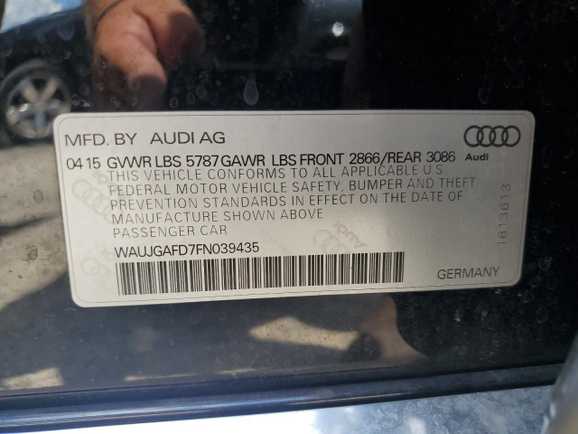 MFD. BY AUDI AG
04 15 GVWR LBS 5787 GAWR LBS FRONT 2866/REAR 3086 Audi
THIS VEHICLE CONFORMS TO ALL APPLICABLE U S
FEDERAL MOTOR VEHICLE SAFETY, BUMPER AND THEFT
PREVENTION STANDARDS IN EFFECT ON THE DATE OF
MANUFACTURE SHOWN ABOVE
PASSENGER CAR
WAUJGAFD7FN039435
GERMANY
1613613